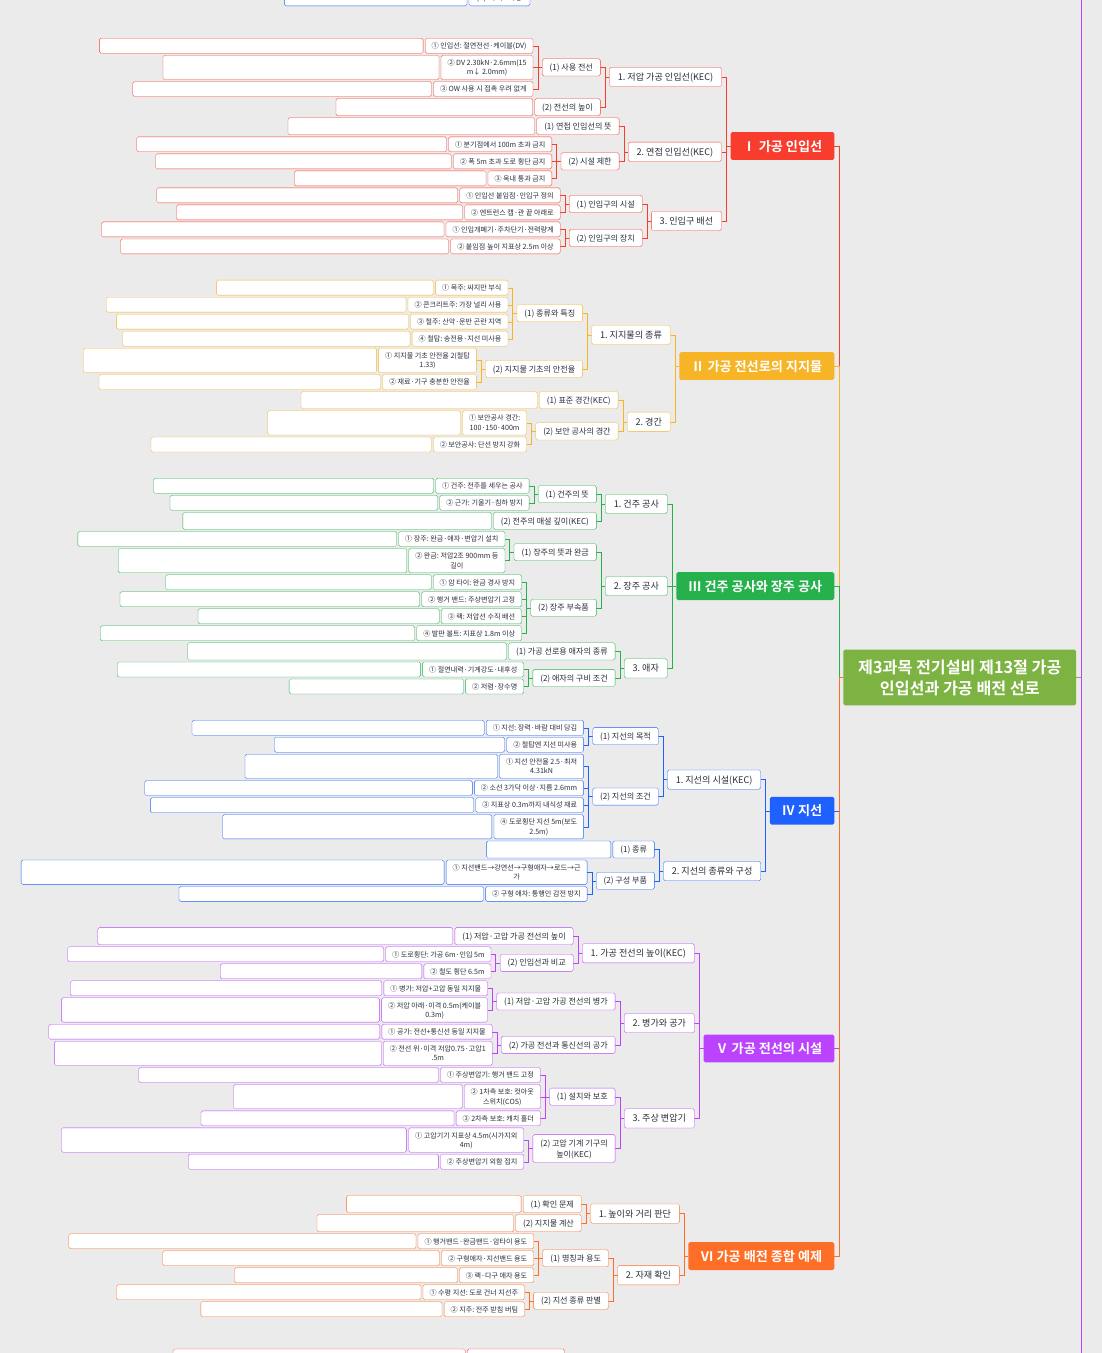 제3과목 전기설비 제13절 가공
인입선과 가공 배전 선로
Ⅰ 가공 인입선
1. 저압 가공 인입선(KEC)
(1) 사용 전선
① 인입선: 절연전선·케이블(DV)
② DV 2.30kN·2.6mm(15
m↓ 2.0mm)
③ OW 사용 시 접촉 우려 없게
(2) 전선의 높이
2. 연접 인입선(KEC)
(1) 연접 인입선의 뜻
(2) 시설 제한
① 분기점에서 100m 초과 금지
② 폭 5m 초과 도로 횡단 금지
③ 옥내 통과 금지
3. 인입구 배선
(1) 인입구의 시설
① 인입선 붙임점·인입구 정의
② 엔트런스 캡·관 끝 아래로
(2) 인입구의 장치
① 인입개폐기·주차단기·전력량계
② 붙임점 높이 지표상 2.5m 이상
Ⅱ 가공 전선로의 지지물
1. 지지물의 종류
(1) 종류와 특징
① 목주: 싸지만 부식
② 콘크리트주: 가장 널리 사용
③ 철주: 산악·운반 곤란 지역
④ 철탑: 송전용·지선 미사용
(2) 지지물 기초의 안전율
① 지지물 기초 안전율 2(철탑
1.33)
② 재료·기구 충분한 안전율
2. 경간
(1) 표준 경간(KEC)
(2) 보안 공사의 경간
① 보안공사 경간:
100·150·400m
② 보안공사: 단선 방지 강화
III 건주 공사와 장주 공사
1. 건주 공사
(1) 건주의 뜻
① 건주: 전주를 세우는 공사
② 근가: 기울기·침하 방지
(2) 전주의 매설 깊이(KEC)
2. 장주 공사
(1) 장주의 뜻과 완금
① 장주: 완금·애자·변압기 설치
② 완금: 저압2조 900mm 등
길이
(2) 장주 부속품
① 암 타이: 완금 경사 방지
② 행거 밴드: 주상변압기 고정
③ 랙: 저압선 수직 배선
④ 발판 볼트: 지표상 1.8m 이상
3. 애자
(1) 가공 선로용 애자의 종류
(2) 애자의 구비 조건
① 절연내력·기계강도·내후성
② 저렴·장수명
IV 지선
1. 지선의 시설(KEC)
(1) 지선의 목적
① 지선: 장력·바람 대비 당김
② 철탑엔 지선 미사용
(2) 지선의 조건
① 지선 안전율 2.5·최저
4.31kN
② 소선 3가닥 이상·지름 2.6mm
③ 지표상 0.3m까지 내식성 재료
④ 도로횡단 지선 5m(보도
2.5m)
2. 지선의 종류와 구성
(1) 종류
(2) 구성 부품
① 지선밴드→강연선→구형애자→로드→근
가
② 구형 애자: 통행인 감전 방지
Ⅴ 가공 전선의 시설
1. 가공 전선의 높이(KEC)
(1) 저압·고압 가공 전선의 높이
(2) 인입선과 비교
① 도로횡단: 가공 6m·인입 5m
② 철도 횡단 6.5m
2. 병가와 공가
(1) 저압·고압 가공 전선의 병가
① 병가: 저압+고압 동일 지지물
② 저압 아래·이격 0.5m(케이블
0.3m)
(2) 가공 전선과 통신선의 공가
① 공가: 전선+통신선 동일 지지물
② 전선 위·이격 저압0.75·고압1
.5m
3. 주상 변압기
(1) 설치와 보호
① 주상변압기: 행거 밴드 고정
② 1차측 보호: 컷아웃
스위치(COS)
③ 2차측 보호: 캐치 홀더
(2) 고압 기계 기구의
높이(KEC)
① 고압기기 지표상 4.5m(시가지외
4m)
② 주상변압기 외함 접지
VI 가공 배전 종합 예제
1. 높이와 거리 판단
(1) 확인 문제
(2) 지지물 계산
2. 자재 확인
(1) 명칭과 용도
① 행거밴드·완금밴드·암타이 용도
② 구형애자·지선밴드 용도
③ 랙·다구 애자 용도
(2) 지선 종류 판별
① 수평 지선: 도로 건너 지선주
② 지주: 전주 받침 버팀